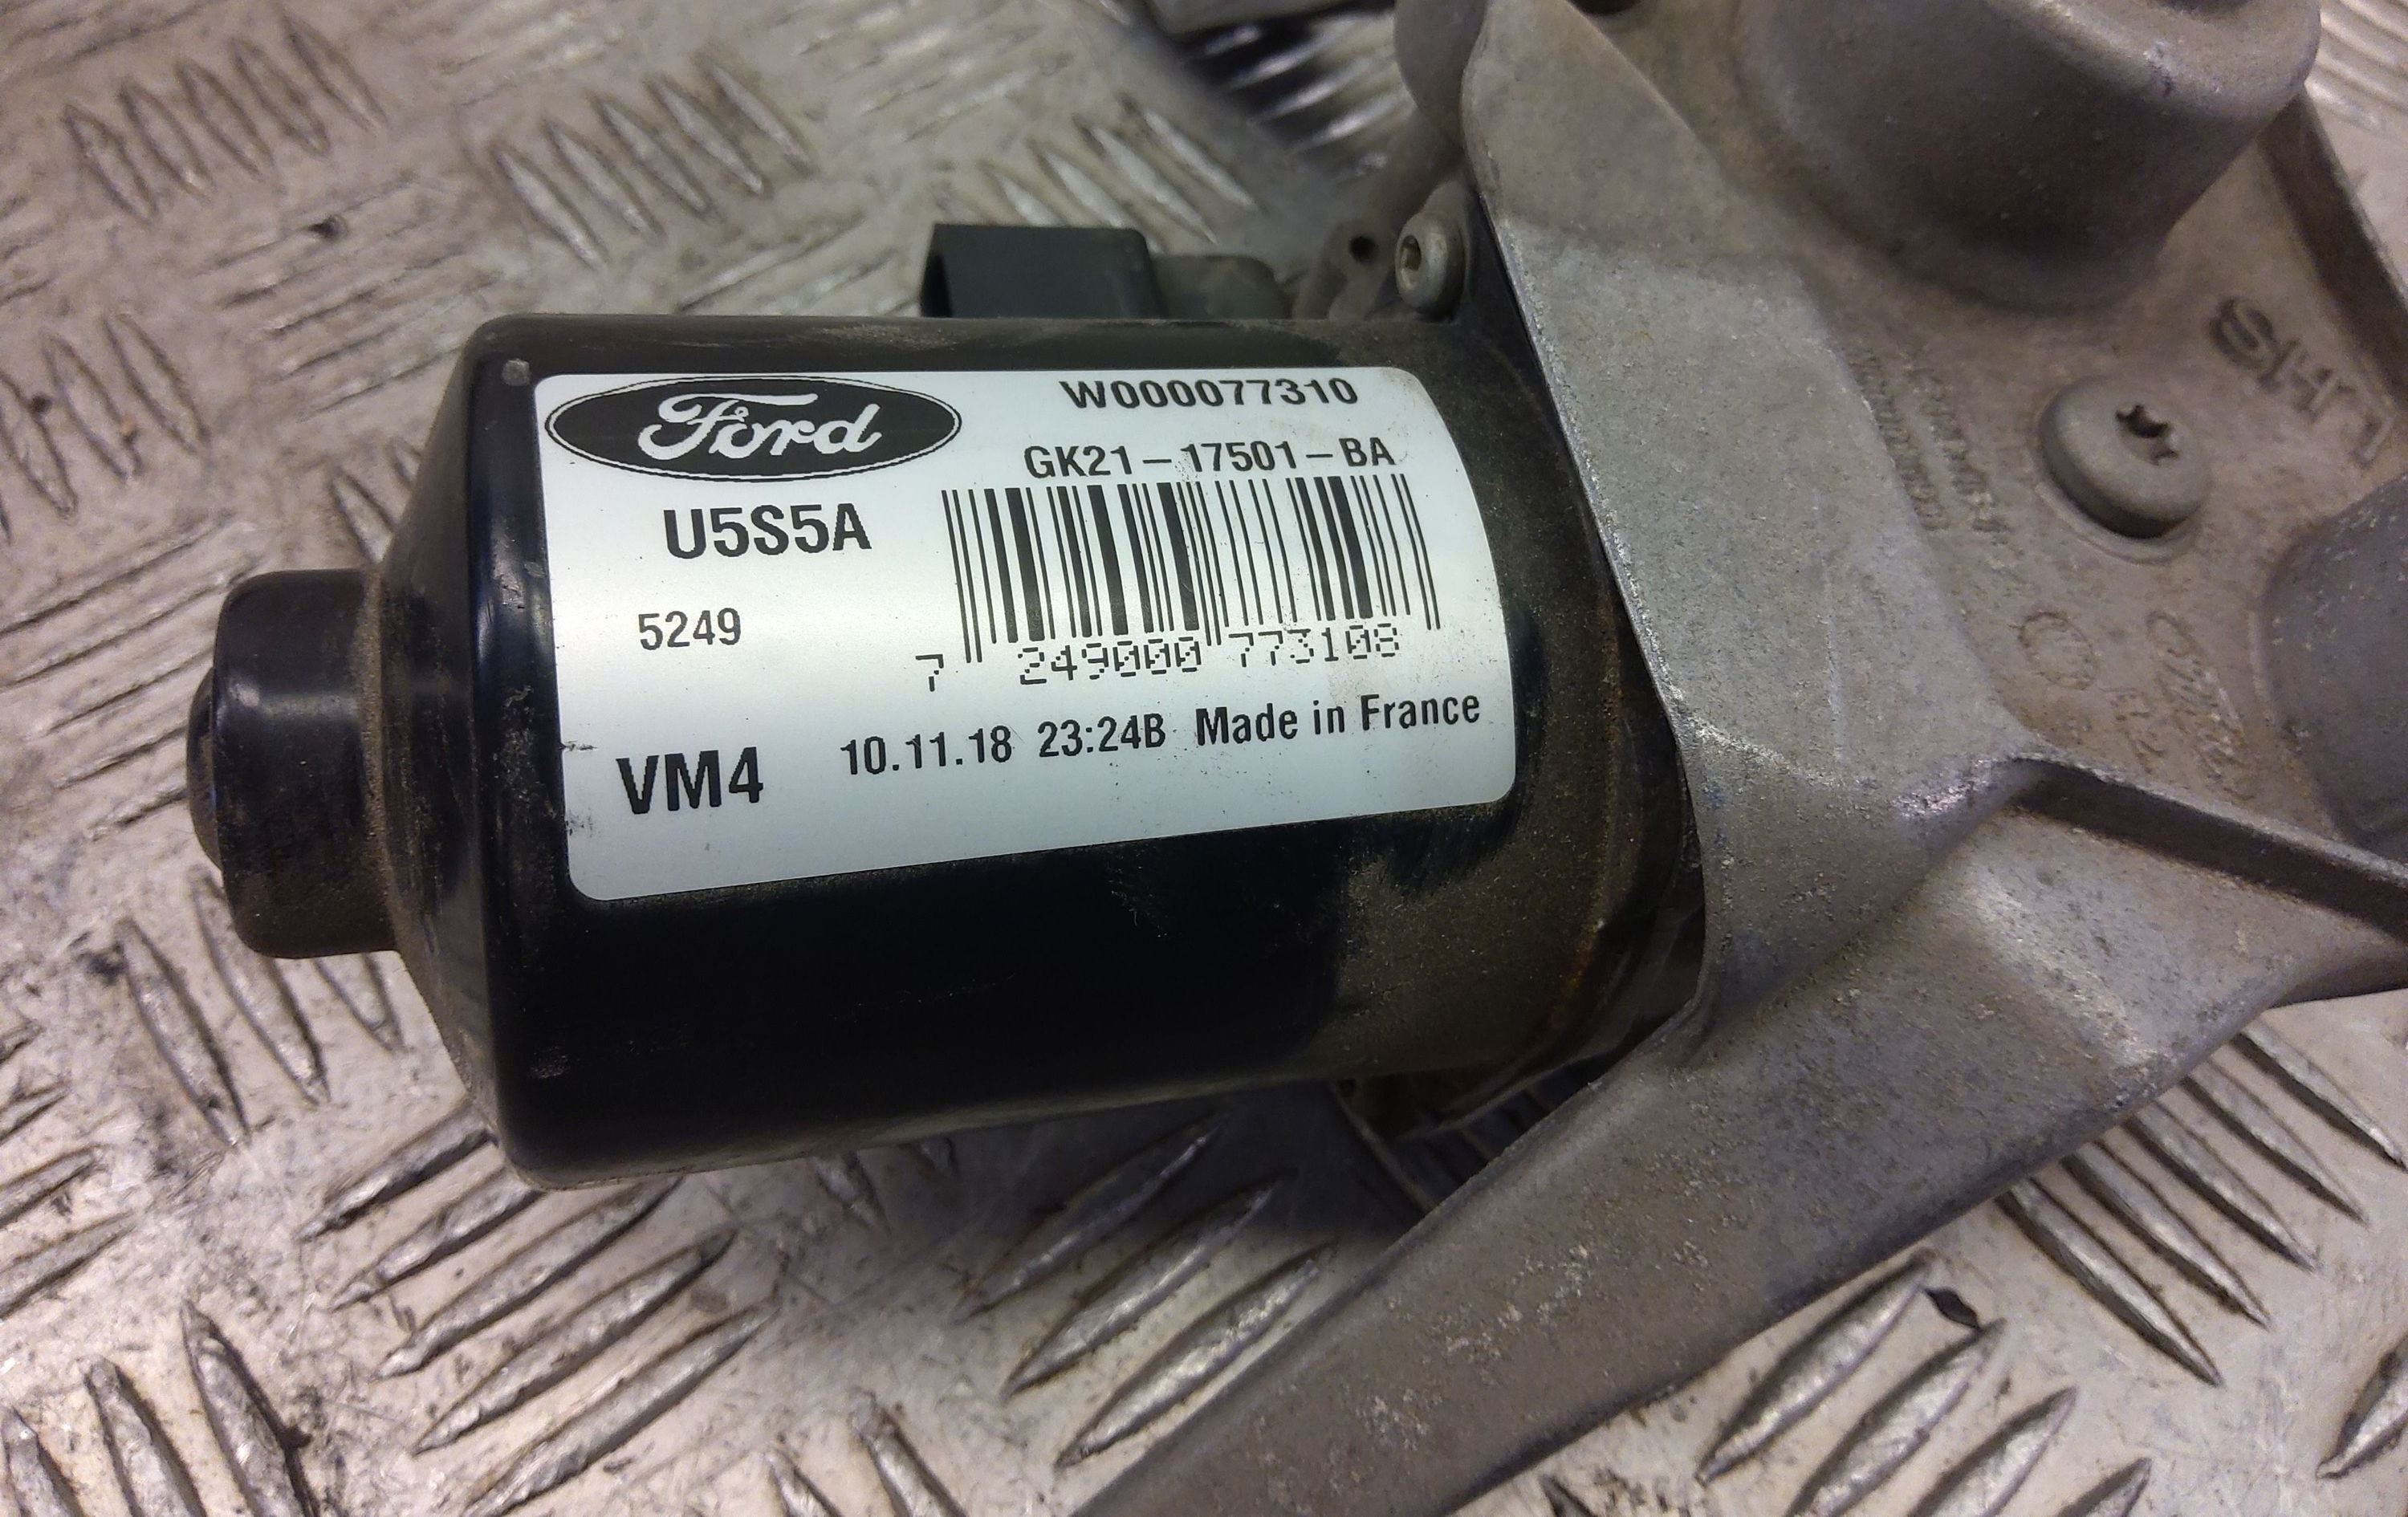 Ford
W000077310
GK21-17501-BA
U5S5A
5249
7 249000 773108
VM4
10.11.18 23:24B Made in France